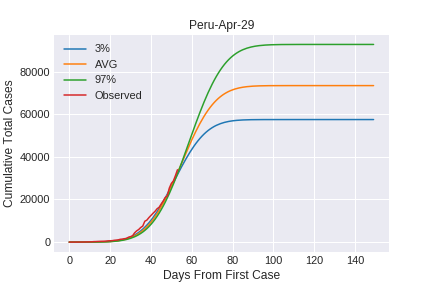 Peru-Apr-29
3%
AVG
97%
Observed
Cumulative Total Cases
80000
60000
40000
20000
0
0 20 40 60 80 100 120 140
Days From First Case